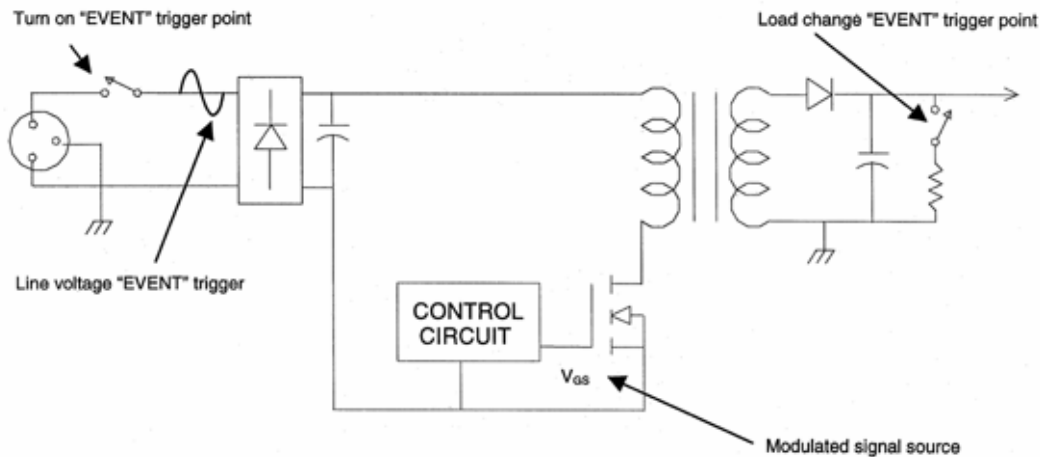 Turn on "EVENT" trigger point
Load change "EVENT" trigger point
Line voltage "EVENT" trigger
CONTROL
CIRCUIT
VGS
Modulated signal source